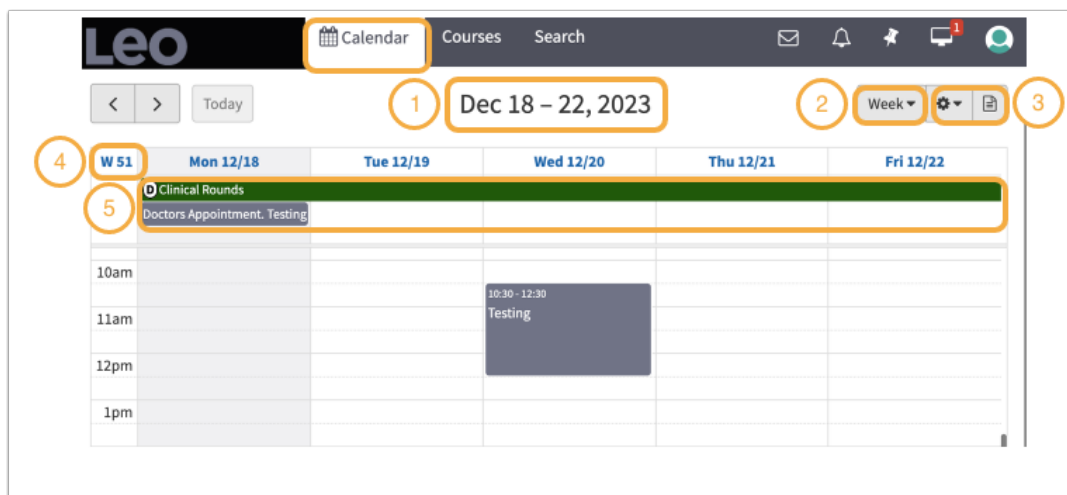 Leo
Calendar
Courses
Search
1
Today
1
Dec 18 – 22, 2023
2
Week
3
4
W 51
Mon 12/18
Tue 12/19
Wed 12/20
Thu 12/21
Fri 12/22
5
D Clinical Rounds
Doctors Appointment. Testing
10am
10:30 - 12:30
Testing
11am
12pm
1pm